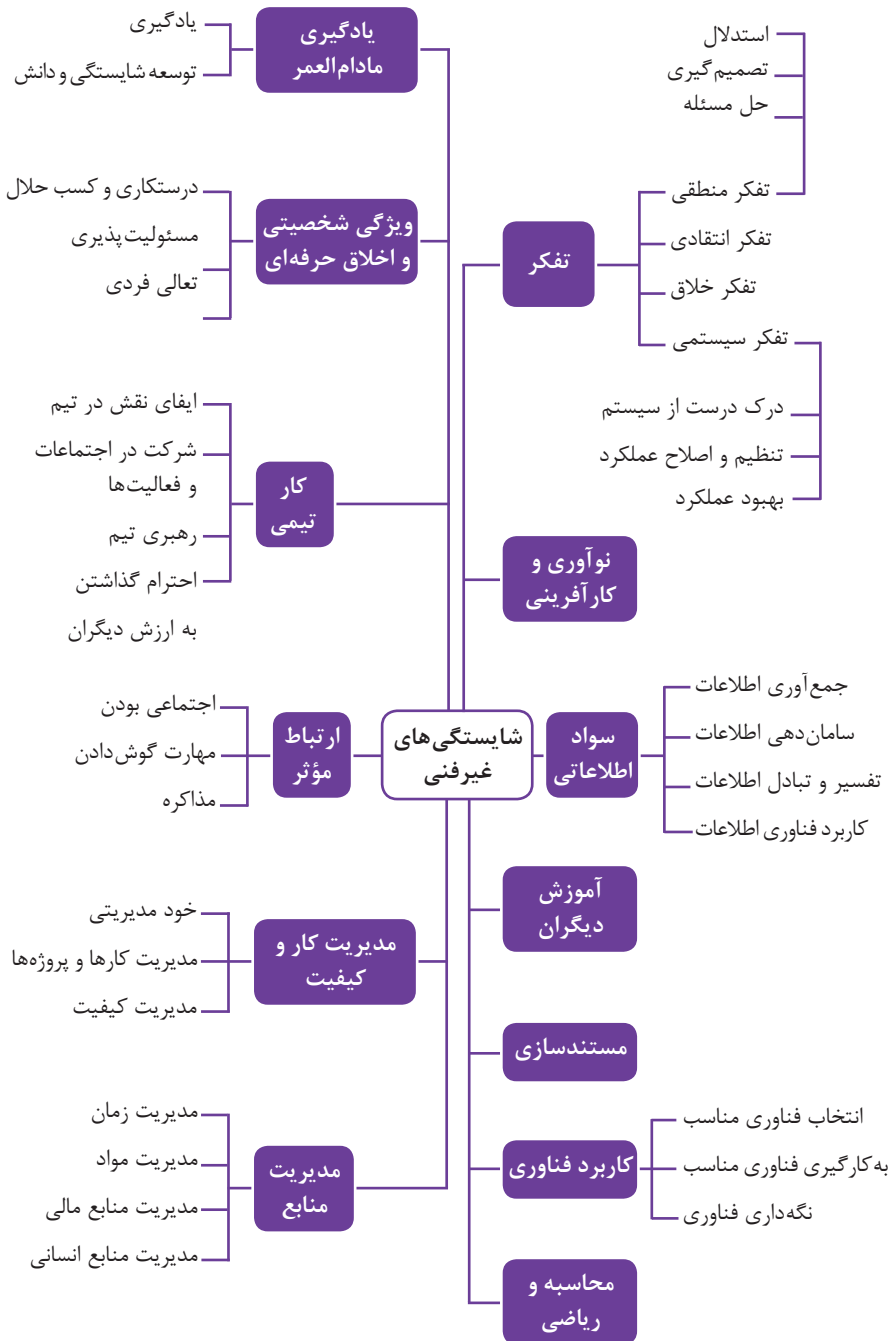 استدلال
تصمیم‌گیری
حل مسئله
تفکر منطقی
تفکر انتقادی
تفکر خلاق
تفکر سیستمی
درک درست از سیستم
تنظیم و اصلاح عملکرد
بهبود عملکرد
تفکر
نوآوری و
کارآفرینی
جمع‌آوری اطلاعات
سامان‌دهی اطلاعات
تفسیر و تبادل اطلاعات
کاربرد فناوری اطلاعات
سواد
اطلاعاتی
آموزش
دیگران
مستندسازی
انتخاب فناوری مناسب
به‌کارگیری فناوری مناسب
نگه‌داری فناوری
کاربرد فناوری
محاسبه و
ریاضی
شایستگی‌های
غیرفنی
یادگیری
مادام‌العمر
یادگیری
توسعه شایستگی و دانش
ویژگی شخصیتی
و اخلاق حرفه‌ای
درستکاری و کسب حلال
مسئولیت‌پذیری
تعالی فردی
کار
تیمی
ایفای نقش در تیم
شرکت در اجتماعات
و فعالیت‌ها
رهبری تیم
احترام گذاشتن
به ارزش دیگران
ارتباط
مؤثر
اجتماعی بودن
مهارت گوش‌دادن
مذاکره
مدیریت کار و
کیفیت
خود مدیریتی
مدیریت کارها و پروژه‌ها
مدیریت کیفیت
مدیریت
منابع
مدیریت زمان
مدیریت مواد
مدیریت منابع مالی
مدیریت منابع انسانی